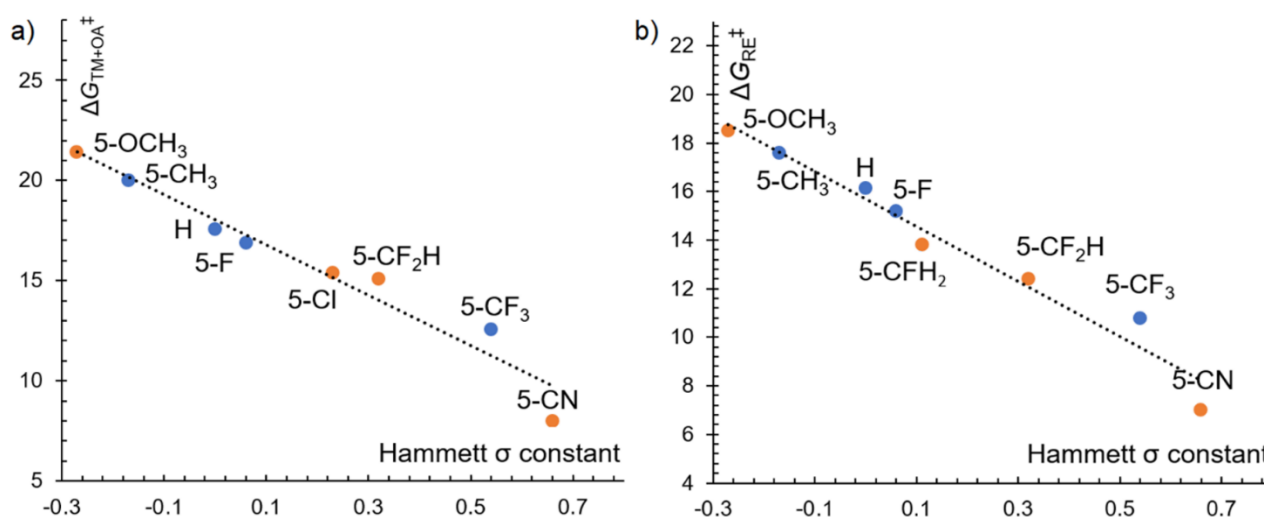 a)
ΔG_TM+OA‡
25
20
15
10
5
5-OCH₃
5-CH₃
H
5-F
5-Cl
5-CF₂H
5-CF₃
5-CN
Hammett σ constant
-0.3 -0.1 0.1 0.3 0.5 0.7
b)
ΔG_RE‡
22
20
18
16
14
12
10
8
6
4
5-OCH₃
5-CH₃
H
5-F
5-CFH₂
5-CF₂H
5-CF₃
5-CN
Hammett σ constant
-0.3 -0.1 0.1 0.3 0.5 0.7